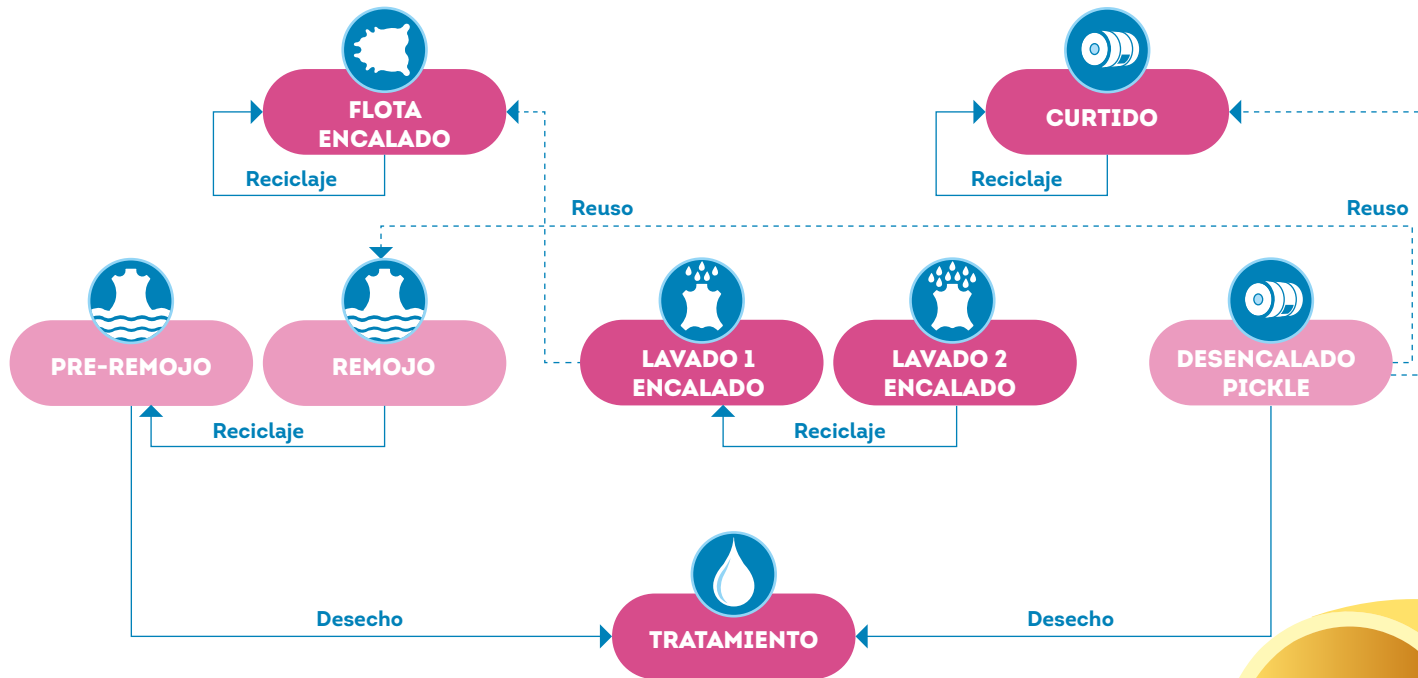 FLOTA
ENCALADO
CURTIDO
Reciclaje
Reciclaje
Reuso
Reuso
PRE-REMOJO
REMOJO
LAVADO 1
ENCALADO
LAVADO 2
ENCALADO
DESENCALADO
PICKLE
Reciclaje
Reciclaje
Desecho
Desecho
TRATAMIENTO